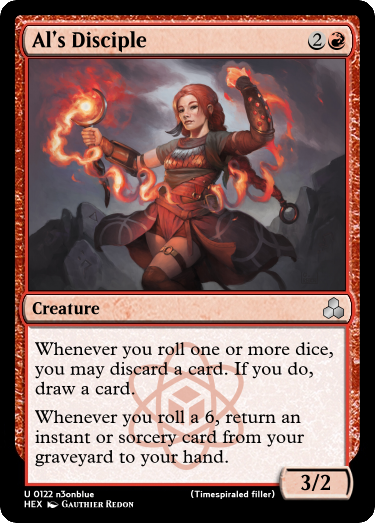 Al's Disciple 2
Creature
Whenever you roll one or more dice,
you may discard a card. If you do,
draw a card.
Whenever you roll a 6, return an
instant or sorcery card from your
graveyard to your hand.
3/2
U 0122 n3onblue (Timespiraled filler)
HEX Gauthier Redon